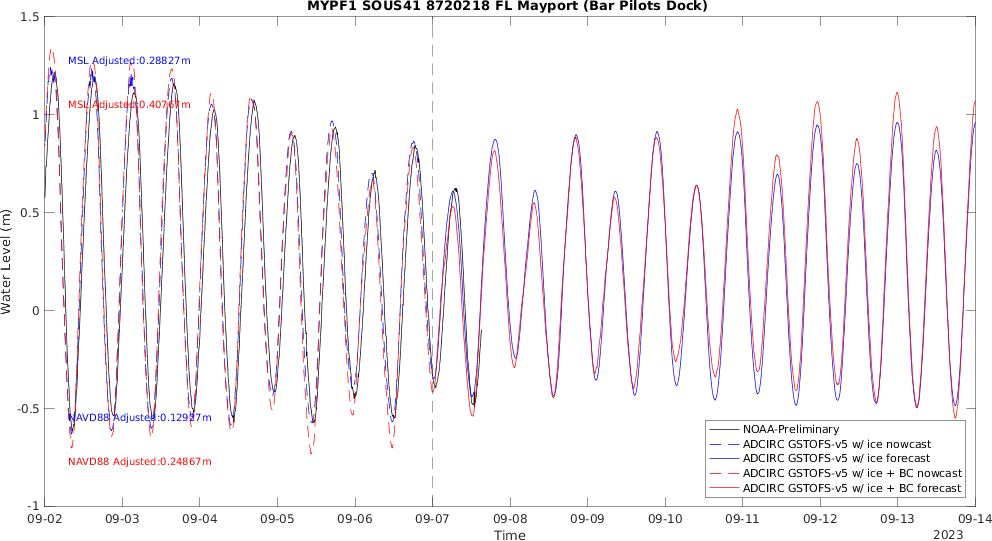 MYPF1 SOUS41 8720218 FL Mayport (Bar Pilots Dock)
1.5
1
0.5
0
-0.5
-1
Water Level (m)
MSL Adjusted:0.28827m
MSL Adjusted:0.40767m
NAVD88 Adjusted:0.12927m
NAVD88 Adjusted:0.24867m
NOAA-Preliminary
ADCIRC GSTOFS-v5 w/ ice nowcast
ADCIRC GSTOFS-v5 w/ ice forecast
ADCIRC GSTOFS-v5 w/ ice + BC nowcast
ADCIRC GSTOFS-v5 w/ ice + BC forecast
09-02 09-03 09-04 09-05 09-06 09-07 09-08 09-09 09-10 09-11 09-12 09-13 09-14
Time
2023